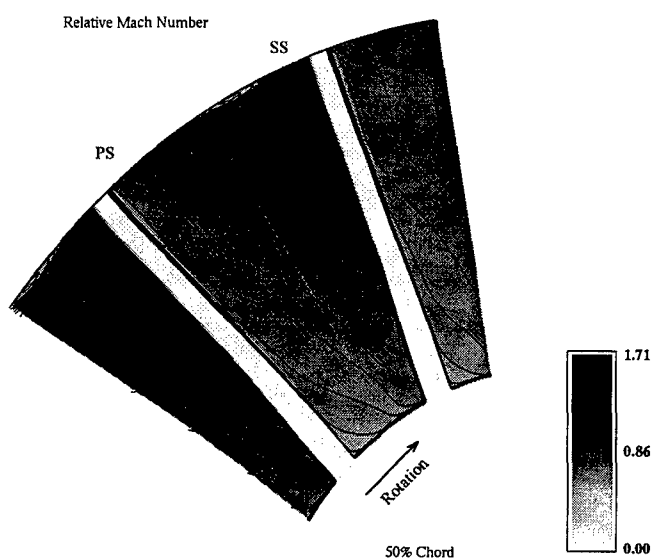 Relative Mach Number
SS
PS
1.71
0.86
Rotation
0.00
50% Chord